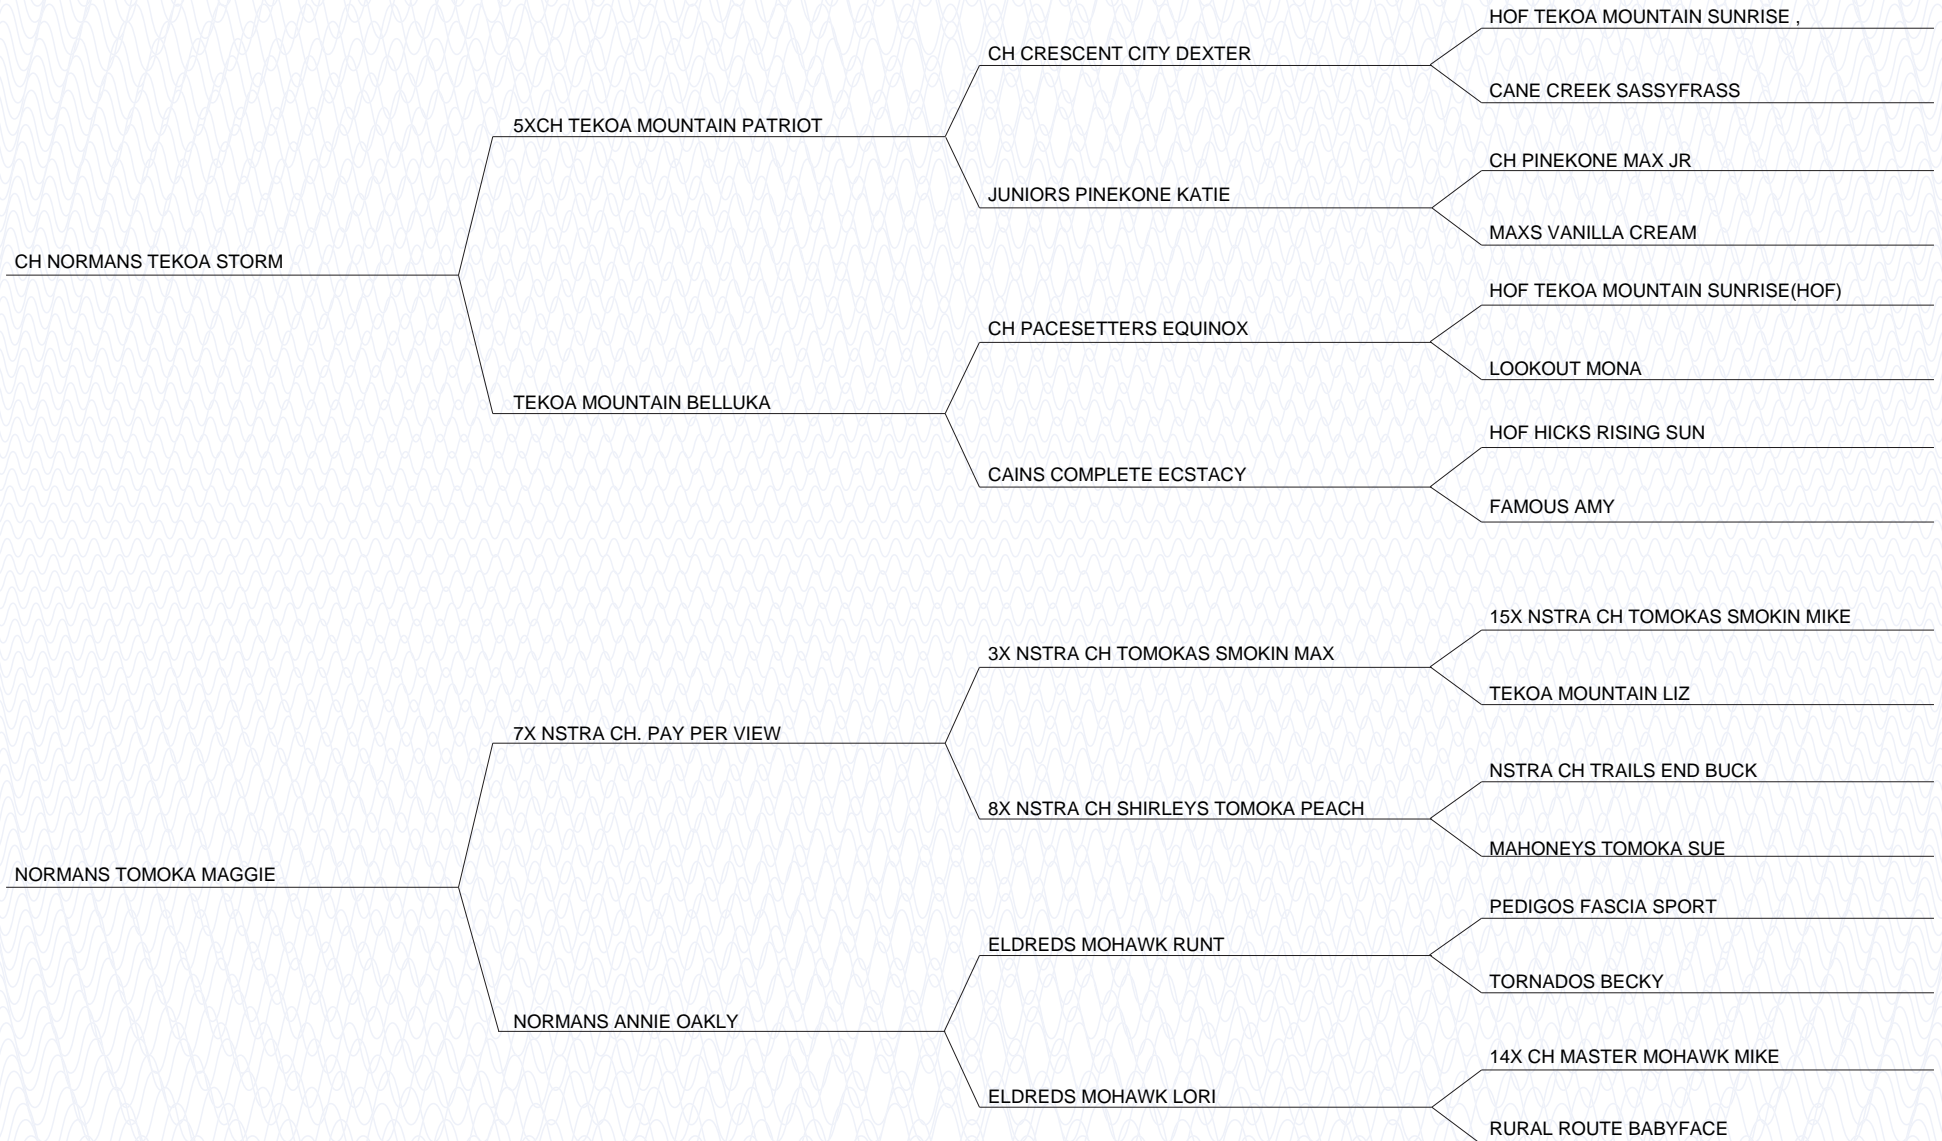 HOF TEKOA MOUNTAIN SUNRISE ,
CH CRESCENT CITY DEXTER
CANE CREEK SASSYFRASS
5XCH TEKOA MOUNTAIN PATRIOT
CH PINEKONE MAX JR
JUNIORS PINEKONE KATIE
MAXS VANILLA CREAM
CH NORMANS TEKOA STORM
HOF TEKOA MOUNTAIN SUNRISE(HOF)
CH PACESETTERS EQUINOX
LOOKOUT MONA
TEKOA MOUNTAIN BELLUKA
HOF HICKS RISING SUN
CAINS COMPLETE ECSTACY
FAMOUS AMY
15X NSTRA CH TOMOKAS SMOKIN MIKE
3X NSTRA CH TOMOKAS SMOKIN MAX
TEKOA MOUNTAIN LIZ
7X NSTRA CH. PAY PER VIEW
NSTRA CH TRAILS END BUCK
8X NSTRA CH SHIRLEYS TOMOKA PEACH
MAHONEYS TOMOKA SUE
NORMANS TOMOKA MAGGIE
PEDIGOS FASCIA SPORT
ELDREDS MOHAWK RUNT
TORNADOS BECKY
NORMANS ANNIE OAKLY
14X CH MASTER MOHAWK MIKE
ELDREDS MOHAWK LORI
RURAL ROUTE BABYFACE